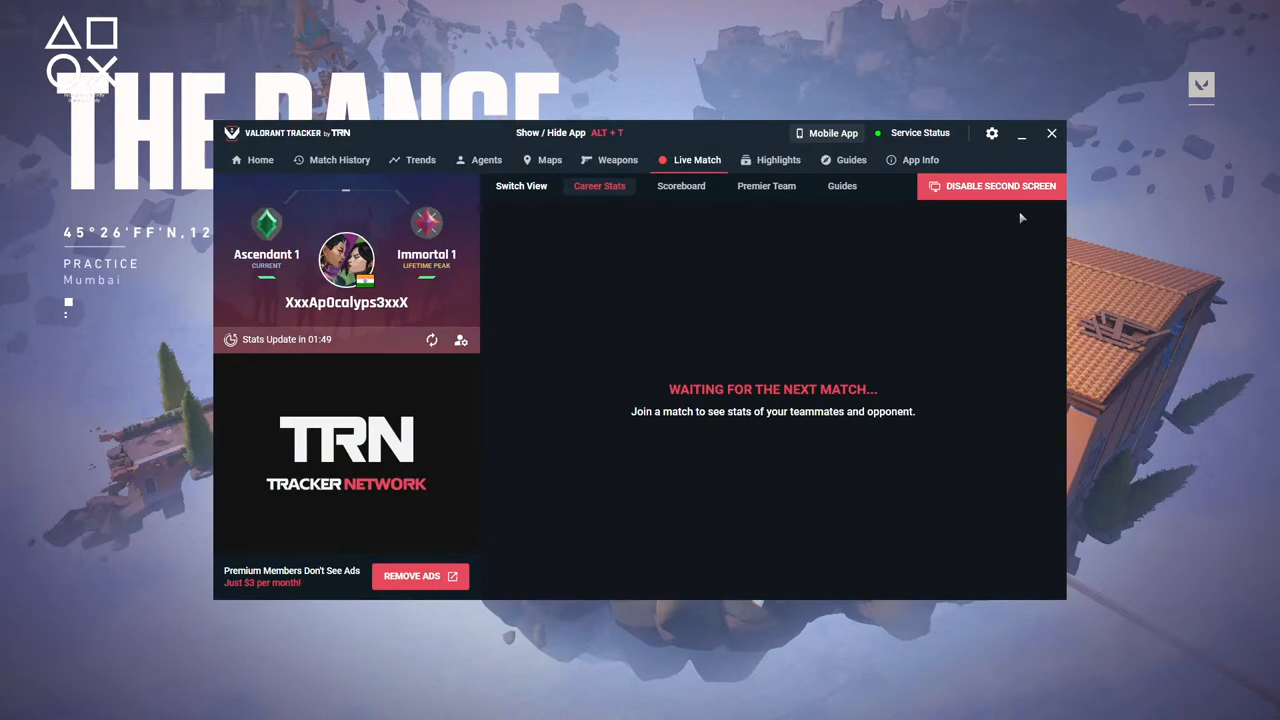 THE RANGE
VALORANT TRACKER by TRN
Show / Hide App ALT + T
Mobile App
Service Status
Home
Match History
Trends
Agents
Maps
Weapons
Live Match
Highlights
Guides
App Info
Switch View
Career Stats
Scoreboard
Premier Team
Guides
DISABLE SECOND SCREEN
45°26'FF'N,12
PRACTICE
Mumbai
Ascendant 1
CURRENT
Immortal 1
LIFETIME PEAK
XxxAp0calyps3xxX
Stats Update in 01:49
WAITING FOR THE NEXT MATCH...
Join a match to see stats of your teammates and opponent.
TRN
TRACKER NETWORK
Premium Members Don't See Ads
Just $3 per month!
REMOVE ADS